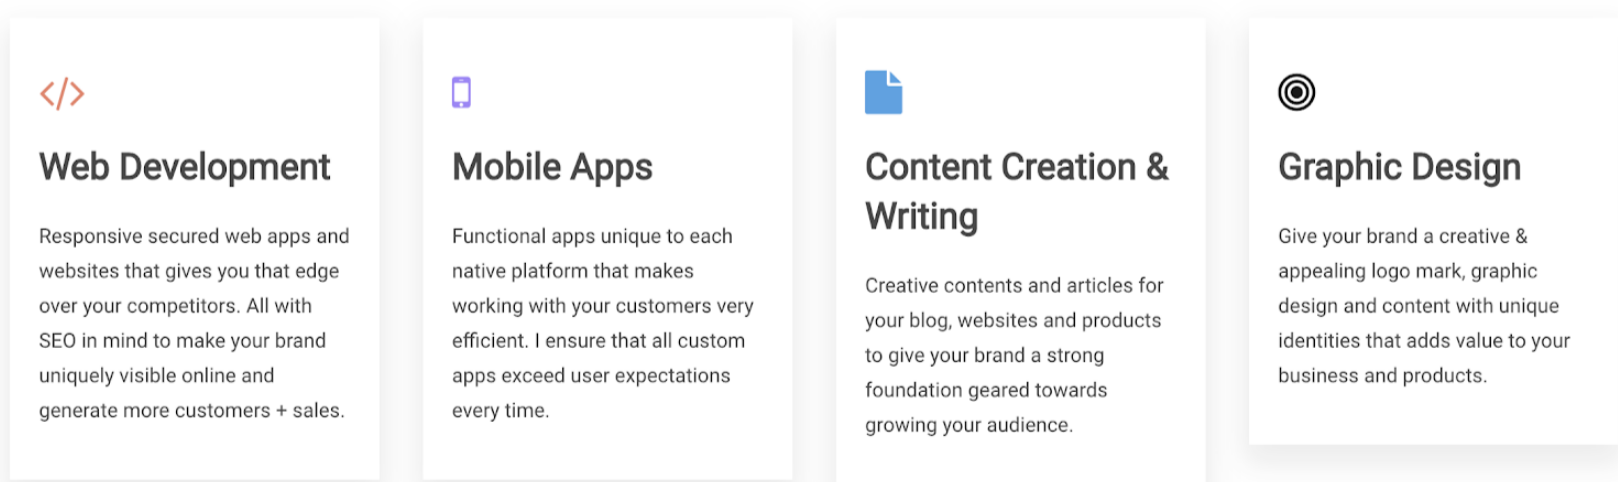 Web Development
Responsive secured web apps and
websites that gives you that edge
over your competitors. All with
SEO in mind to make your brand
uniquely visible online and
generate more customers + sales.
Mobile Apps
Functional apps unique to each
native platform that makes
working with your customers very
efficient. I ensure that all custom
apps exceed user expectations
every time.
Content Creation &
Writing
Creative contents and articles for
your blog, websites and products
to give your brand a strong
foundation geared towards
growing your audience.
Graphic Design
Give your brand a creative &
appealing logo mark, graphic
design and content with unique
identities that adds value to your
business and products.